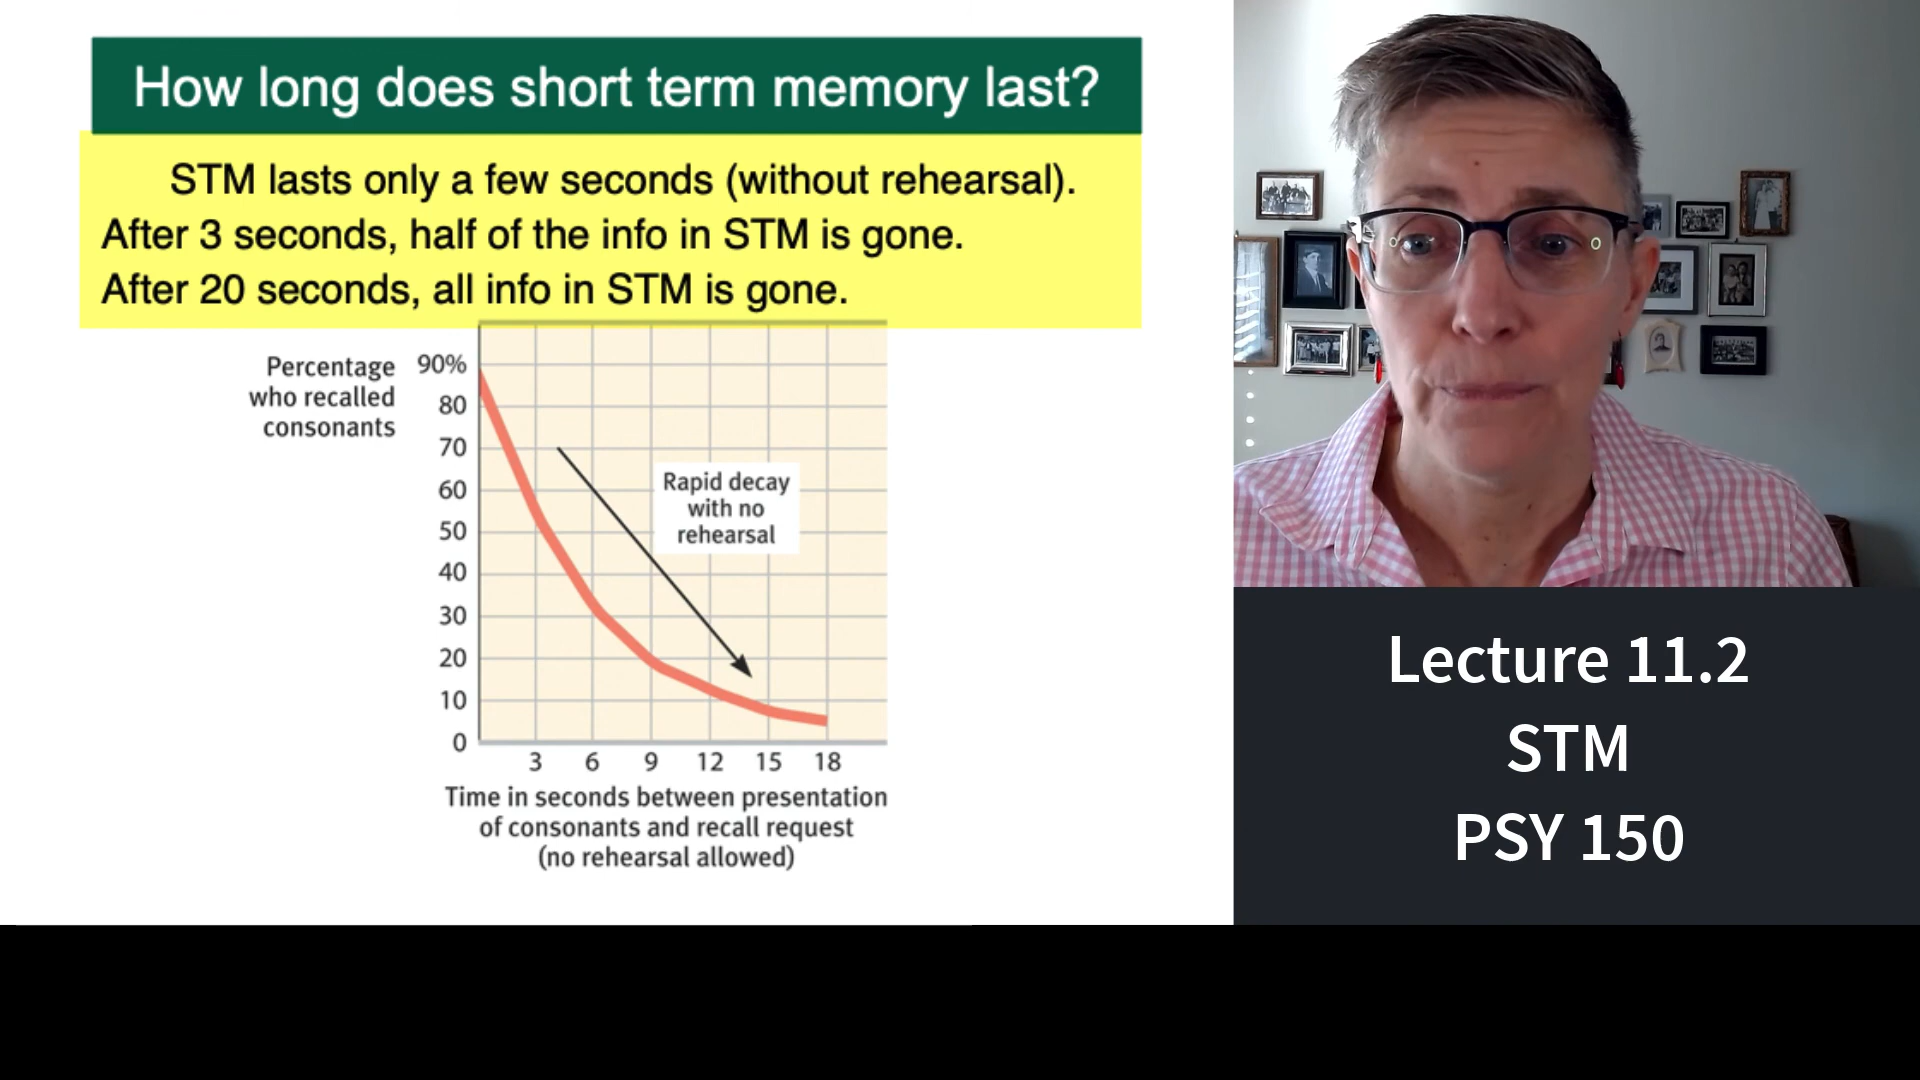 How long does short term memory last?
STM lasts only a few seconds (without rehearsal).
After 3 seconds, half of the info in STM is gone.
After 20 seconds, all info in STM is gone.
Percentage
who recalled
consonants
90%
80
70
60
50
40
30
20
10
0
Rapid decay
with no
rehearsal
3 6 9 12 15 18
Time in seconds between presentation
of consonants and recall request
(no rehearsal allowed)
Lecture 11.2
STM
PSY 150